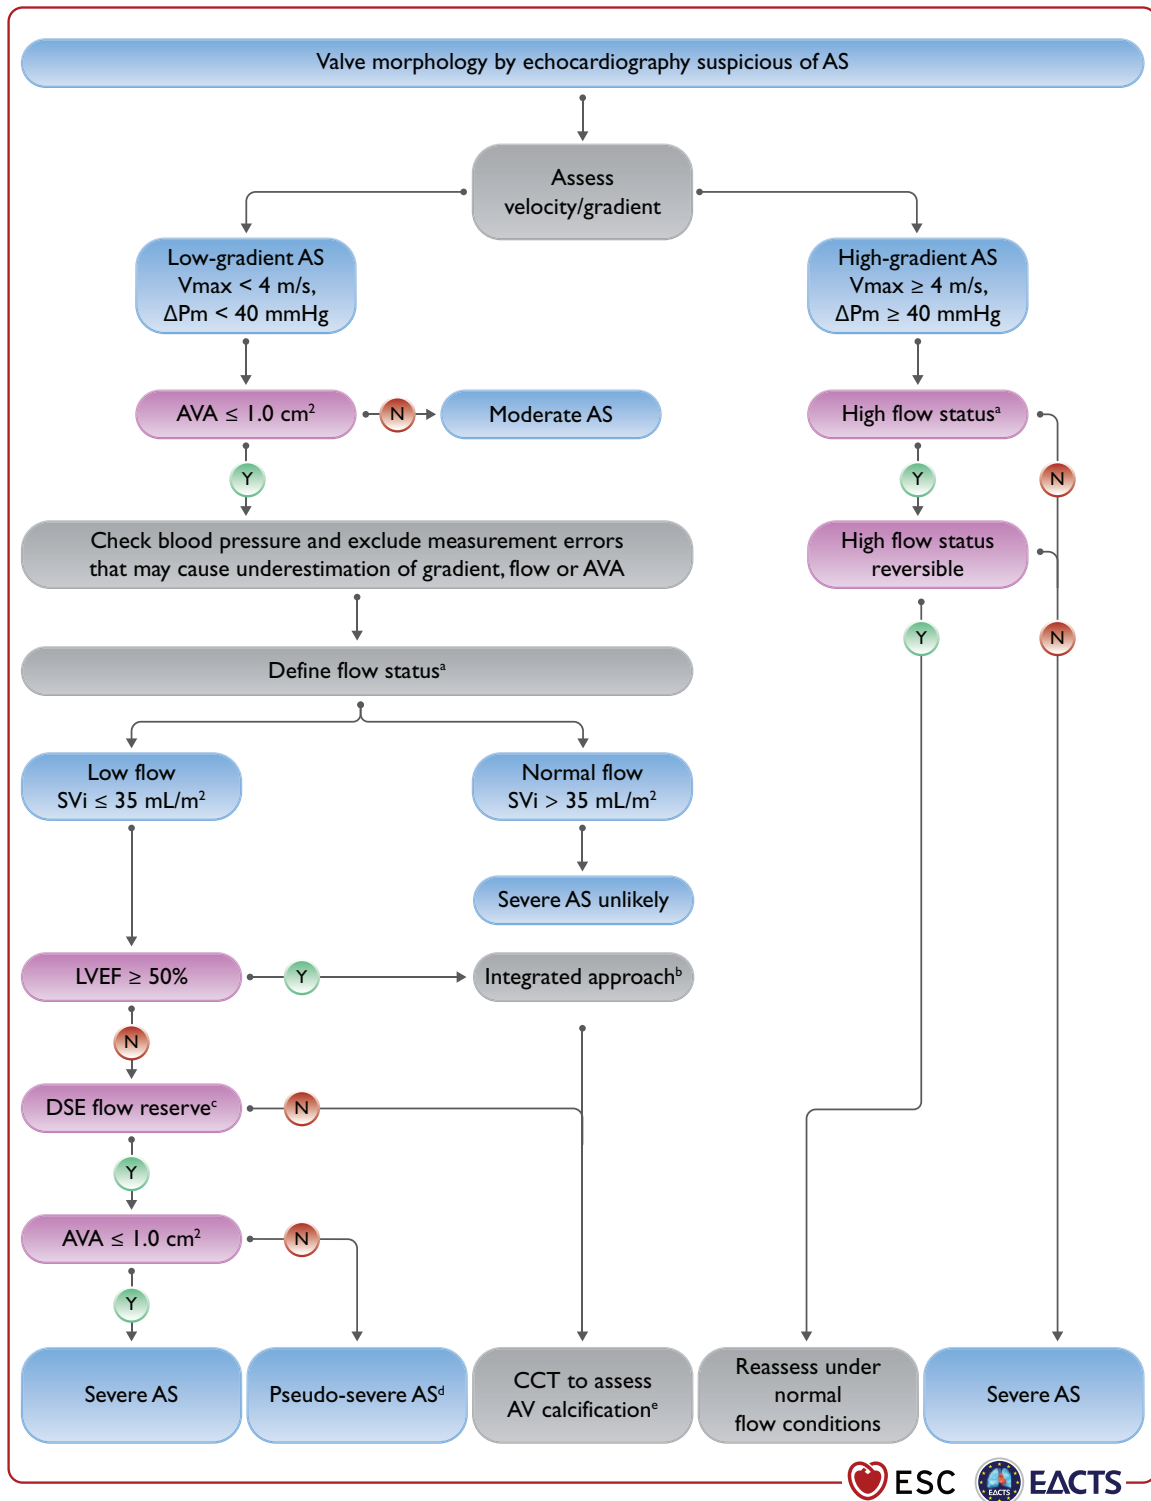 Valve morphology by echocardiography suspicious of AS
Assess
velocity/gradient
Low-gradient AS
Vmax < 4 m/s,
ΔPm < 40 mmHg
High-gradient AS
Vmax ≥ 4 m/s,
ΔPm ≥ 40 mmHg
AVA ≤ 1.0 cm²
N
Moderate AS
High flow statusᵃ
Y
Y
N
Check blood pressure and exclude measurement errors
that may cause underestimation of gradient, flow or AVA
High flow status
reversible
Y
N
Define flow statusᵃ
Low flow
SVi ≤ 35 mL/m²
Normal flow
SVi > 35 mL/m²
Severe AS unlikely
LVEF ≥ 50%
Y
Integrated approachᵇ
N
DSE flow reserveᶜ
N
Y
AVA ≤ 1.0 cm²
N
Y
Severe AS
Pseudo-severe ASᵈ
CCT to assess
AV calcificationᵉ
Reassess under
normal
flow conditions
Severe AS
ESC
EACTS
EACTS